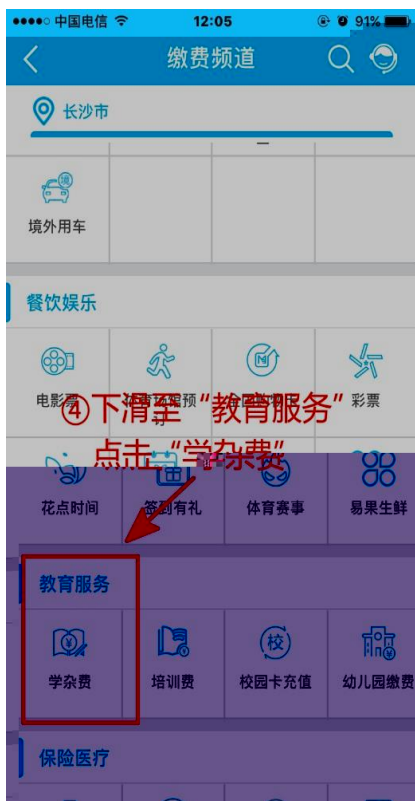 中国电信 12:05 91%
缴费频道
长沙市
境外用车
餐饮娱乐
电影票 彩票
④下滑至“教育服务”
点击“学杂费”
花点时间 签到有礼 体育赛事 易果生鲜
教育服务
学杂费 培训费 校园卡充值 幼儿园缴费
保险医疗